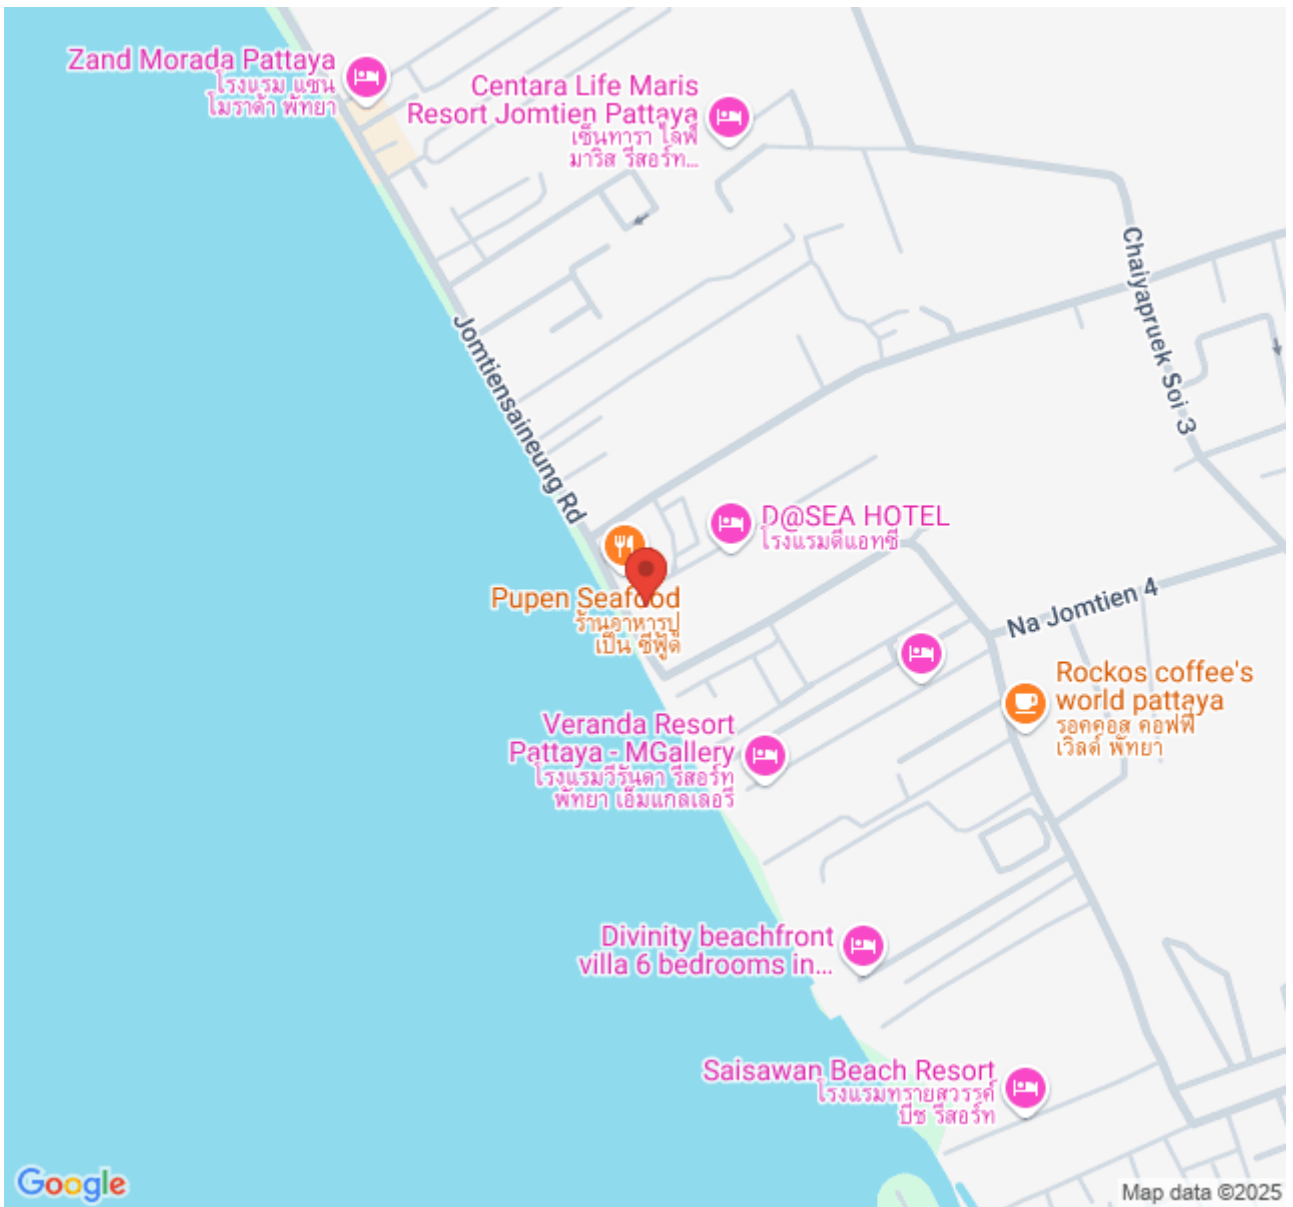 Zand Morada Pattaya
โรงแรม แซน
โมราด้า พัทยา
Centara Life Maris
Resort Jomtien Pattaya
เซ็นทารา ไลฟ์
มาริส รีสอร์ท...
Chaiyapruek Soi 3
Jomtiensaineung Rd
D@SEA HOTEL
โรงแรมดีแอทซี
Pupen Seafood
ร้านอาหารปู
เป็น ซีฟู้ด
Na Jomtien 4
Rockos coffee's
world pattaya
รอคคอส คอฟฟี่
เวิลด์ พัทยา
Veranda Resort
Pattaya - MGallery
โรงแรมวีรันดา รีสอร์ท
พัทยา เอ็มแกลเลอรี
Divinity beachfront
villa 6 bedrooms in...
Saisawan Beach Resort
โรงแรมทรายสวรรค์
บีช รีสอร์ท
Google
Map data ©2025